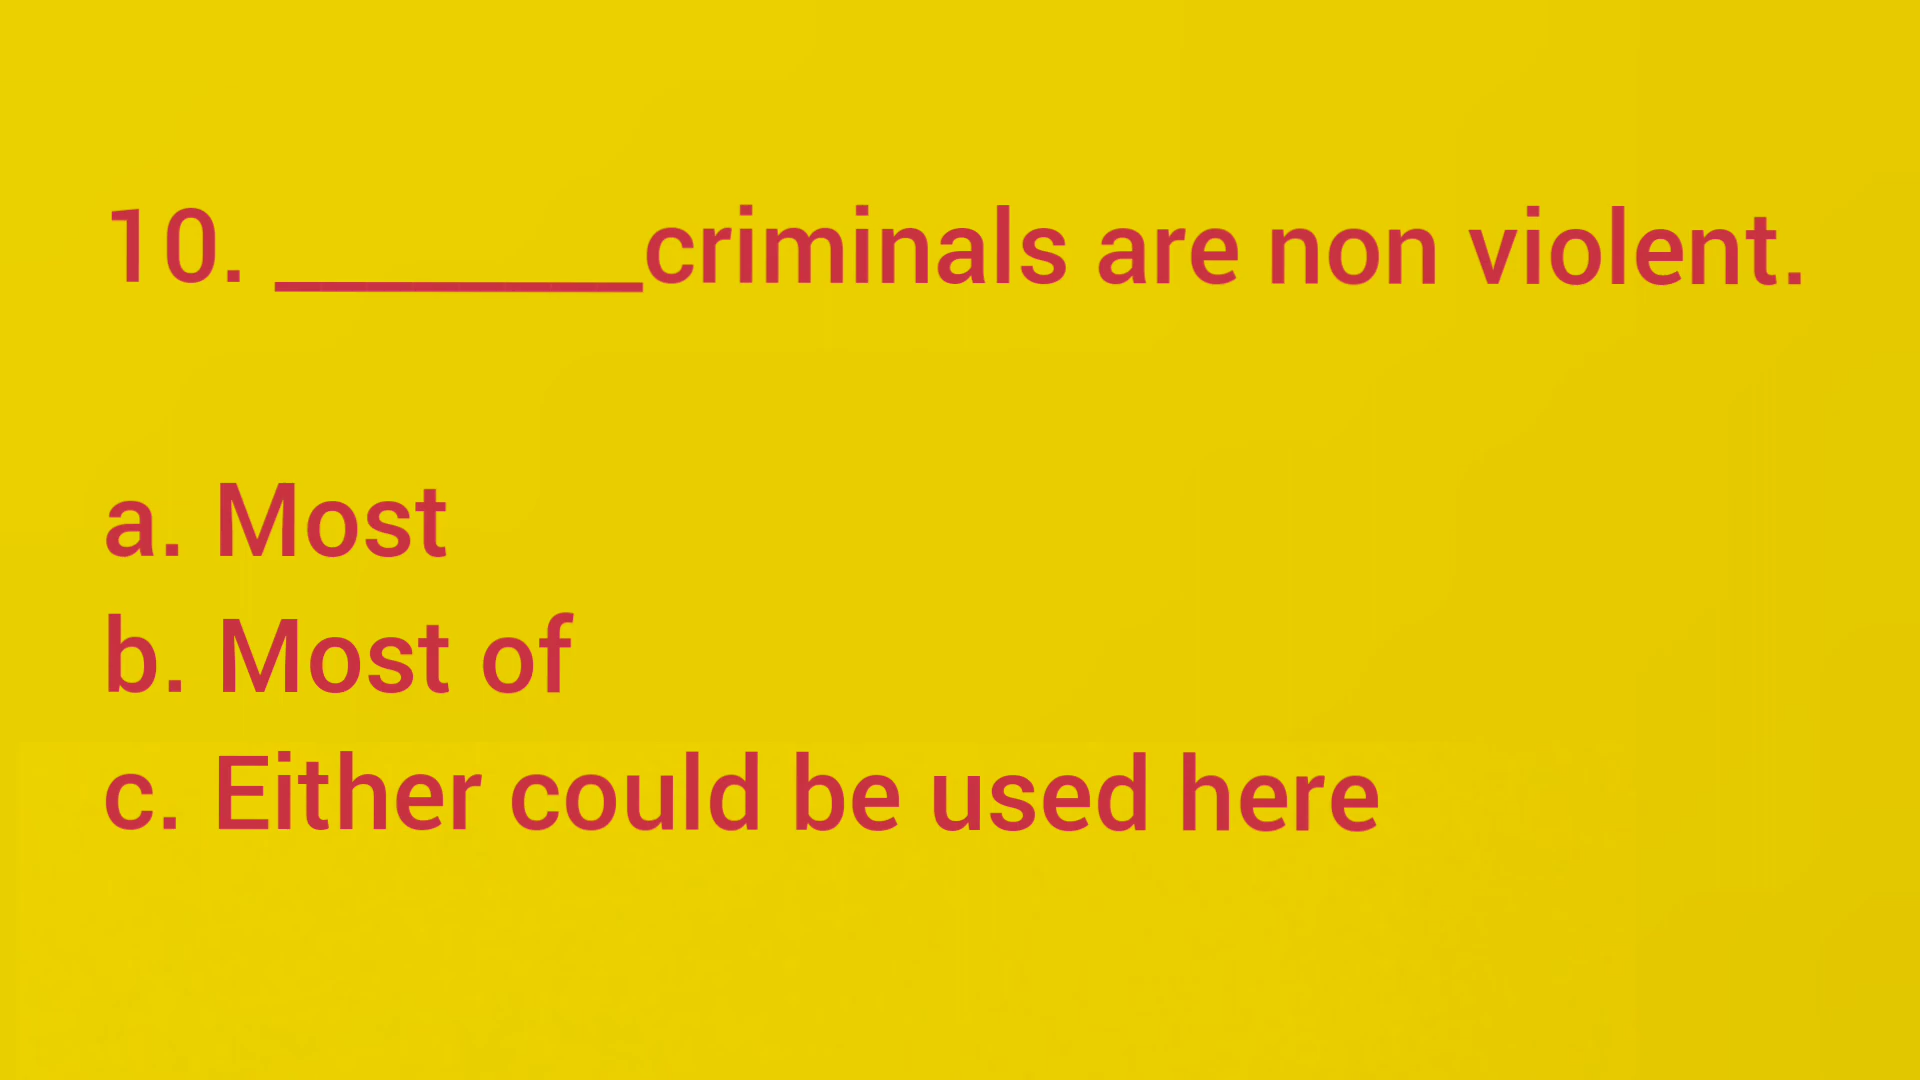 10. ________criminals are non violent.
a. Most
b. Most of
c. Either could be used here